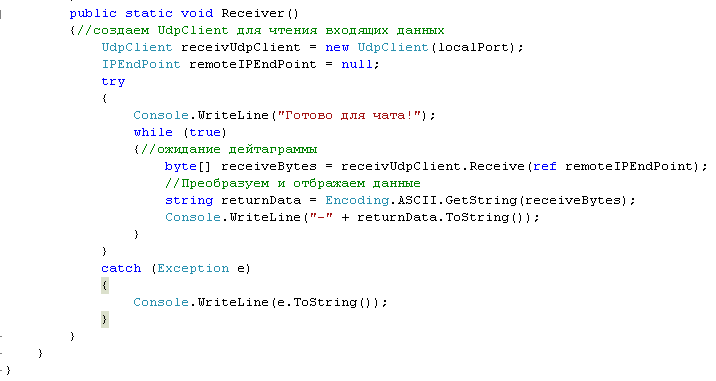 public static void Receiver()
{//создаем UdpClient для чтения входящих данных
UdpClient receivUdpClient = new UdpClient(localPort);
IPEndPoint remoteIPEndPoint = null;
try
{
Console.WriteLine("Готово для чата!");
while (true)
{//ожидание дейтаграммы
byte[] receiveBytes = receivUdpClient.Receive(ref remoteIPEndPoint);
//Преобразуем и отбражаем данные
string returnData = Encoding.ASCII.GetString(receiveBytes);
Console.WriteLine("-" + returnData.ToString());
}
}
catch (Exception e)
{
Console.WriteLine(e.ToString());
}
}
}
}